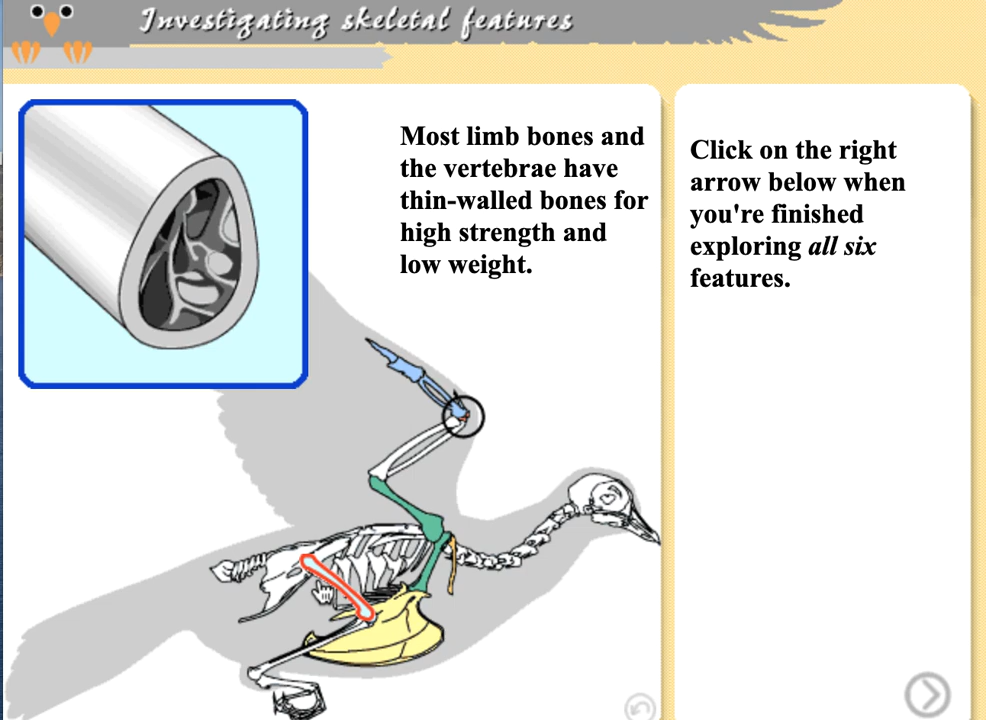 Investigating skeletal features
Most limb bones and
the vertebrae have
thin-walled bones for
high strength and
low weight.
Click on the right
arrow below when
you're finished
exploring all six
features.